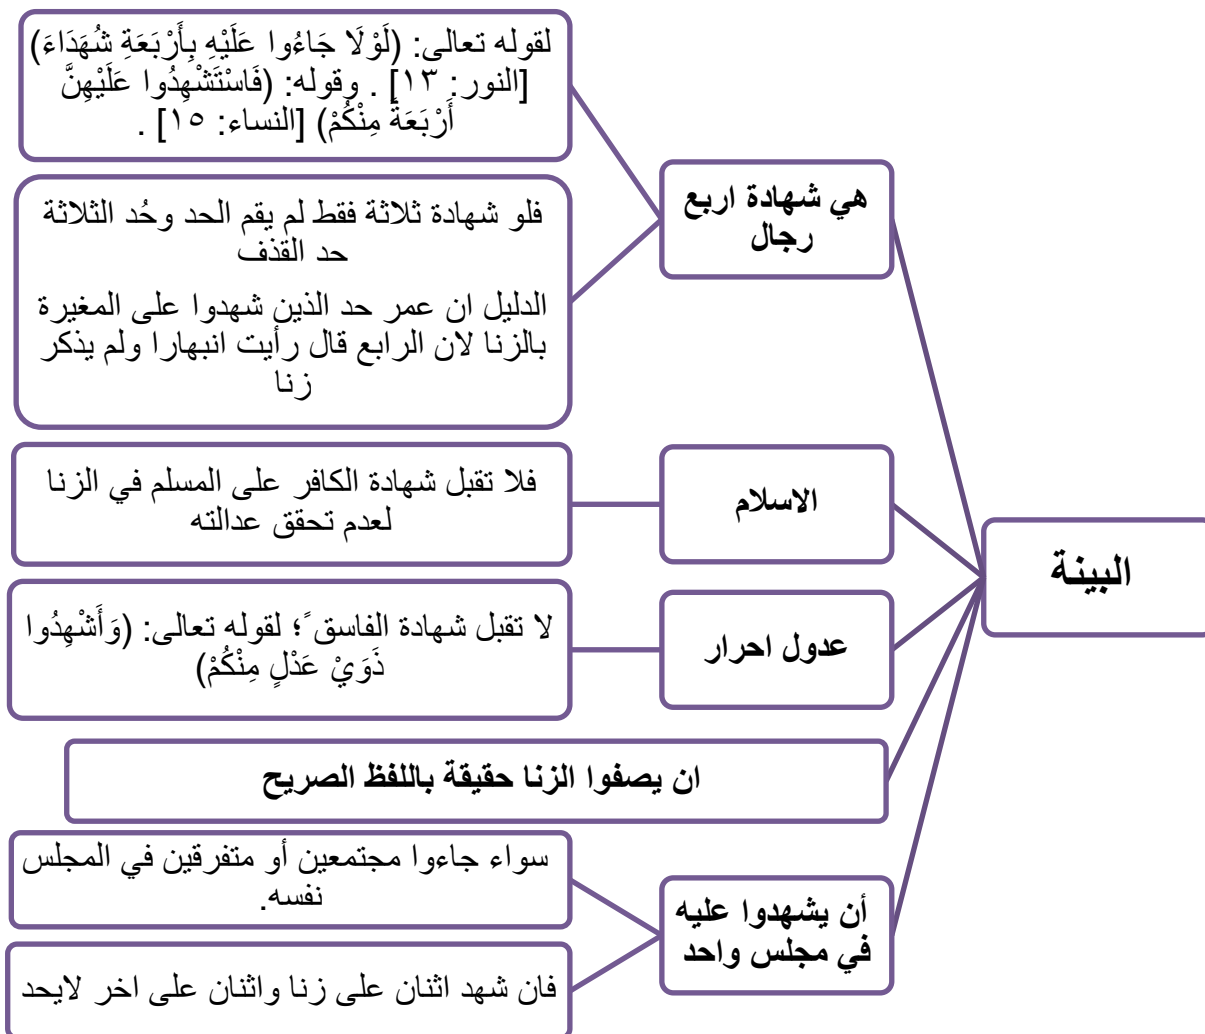 البينة
هي شهادة اربع
رجال
لقوله تعالى: (لَوْلَا جَاءُوا عَلَيْهِ بِأَرْبَعَةِ شُهَدَاءَ)
[النور: ١٣] . وقوله: (فَاسْتَشْهِدُوا عَلَيْهِنَّ
أَرْبَعَةً مِنْكُمْ) [النساء: ١٥] .
فلو شهادة ثلاثة فقط لم يقم الحد وحُد الثلاثة
حد القذف
الدليل ان عمر حد الذين شهدوا على المغيرة
بالزنا لان الرابع قال رأيت انبهارا ولم يذكر
زنا
الاسلام
فلا تقبل شهادة الكافر على المسلم في الزنا
لعدم تحقق عدالته
عدول احرار
لا تقبل شهادة الفاسق ً؛ لقوله تعالى: (وَأَشْهِدُوا
ذَوَيْ عَدْلٍ مِنْكُمْ)
ان يصفوا الزنا حقيقة باللفظ الصريح
أن يشهدوا عليه
في مجلس واحد
سواء جاءوا مجتمعين أو متفرقين في المجلس
نفسه.
فان شهد اثنان على زنا واثنان على اخر لايحد